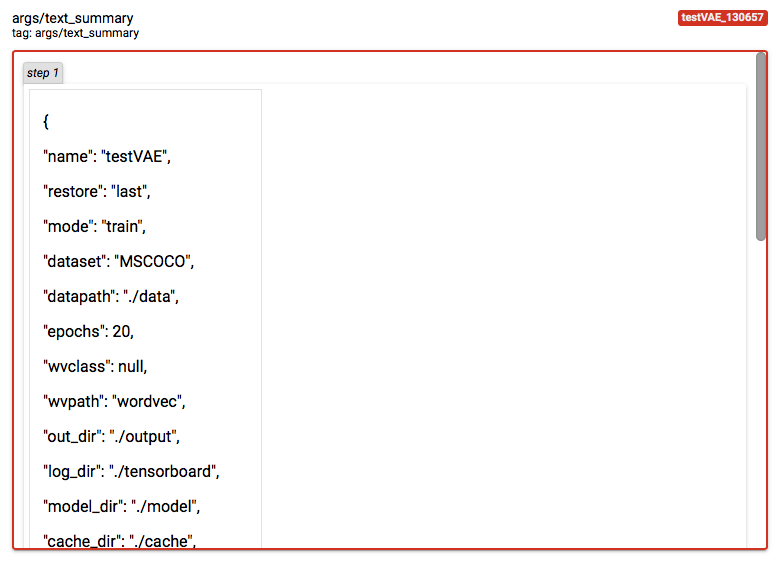 args/text_summary
testVAE_130657
tag: args/text_summary
step 1
{
"name": "testVAE",
"restore": "last",
"mode": "train",
"dataset": "MSCOCO",
"datapath": "./data",
"epochs": 20,
"wvclass": null,
"wvpath": "wordvec",
"out_dir": "./output",
"log_dir": "./tensorboard",
"model_dir": "./model",
"cache_dir": "./cache",